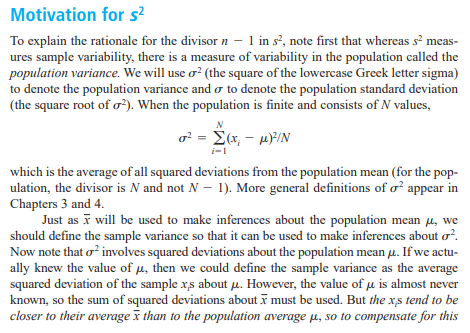 Motivation for s²
To explain the rationale for the divisor n − 1 in s², note first that whereas s² meas-
ures sample variability, there is a measure of variability in the population called the
population variance. We will use σ² (the square of the lowercase Greek letter sigma)
to denote the population variance and σ to denote the population standard deviation
(the square root of σ²). When the population is finite and consists of N values,
σ² = ∑_{i=1}^{N} (x_i − μ)²/N
which is the average of all squared deviations from the population mean (for the pop-
ulation, the divisor is N and not N − 1). More general definitions of σ² appear in
Chapters 3 and 4.
Just as x̄ will be used to make inferences about the population mean μ, we
should define the sample variance so that it can be used to make inferences about σ².
Now note that σ² involves squared deviations about the population mean μ. If we actu-
ally knew the value of μ, then we could define the sample variance as the average
squared deviation of the sample x_is about μ. However, the value of μ is almost never
known, so the sum of squared deviations about x̄ must be used. But the x_is tend to be
closer to their average x̄ than to the population average μ, so to compensate for this